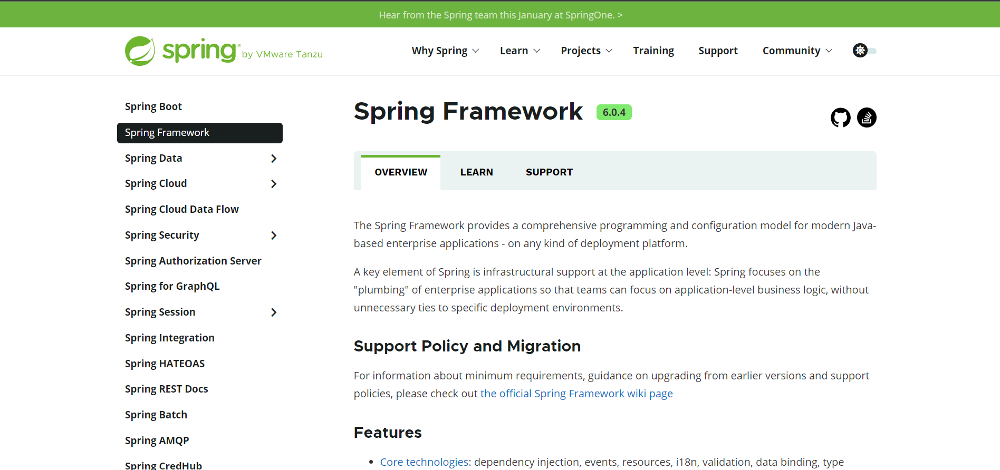 Hear from the Spring team this January at SpringOne. >
spring® by VMware Tanzu
Why Spring
Learn
Projects
Training
Support
Community
Spring Boot
Spring Framework
Spring Data
Spring Cloud
Spring Cloud Data Flow
Spring Security
Spring Authorization Server
Spring for GraphQL
Spring Session
Spring Integration
Spring HATEOAS
Spring REST Docs
Spring Batch
Spring AMQP
Spring CredHub
Spring Framework 6.0.4
OVERVIEW
LEARN
SUPPORT
The Spring Framework provides a comprehensive programming and configuration model for modern Java-
based enterprise applications - on any kind of deployment platform.
A key element of Spring is infrastructural support at the application level: Spring focuses on the
"plumbing" of enterprise applications so that teams can focus on application-level business logic, without
unnecessary ties to specific deployment environments.
Support Policy and Migration
For information about minimum requirements, guidance on upgrading from earlier versions and support
policies, please check out the official Spring Framework wiki page
Features
• Core technologies: dependency injection, events, resources, i18n, validation, data binding, type